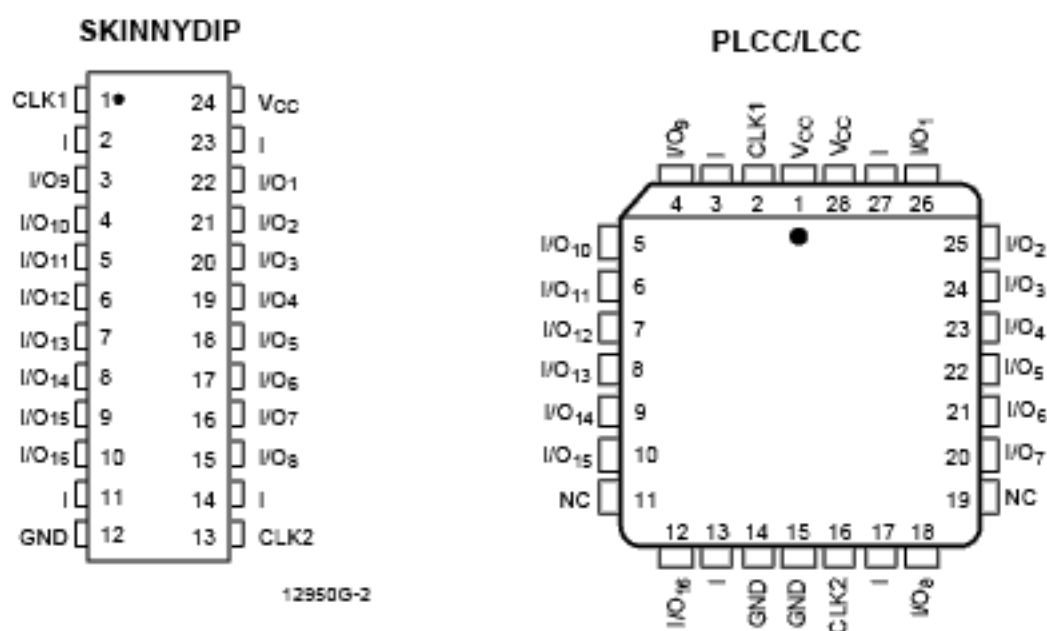 SKINNYDIP
CLK1 1 24 VCC
I 2 23 I
I/O9 3 22 I/O1
I/O10 4 21 I/O2
I/O11 5 20 I/O3
I/O12 6 19 I/O4
I/O13 7 18 I/O5
I/O14 8 17 I/O6
I/O15 9 16 I/O7
I/O16 10 15 I/O8
I 11 14 I
GND 12 13 CLK2
12950G-2
PLCC/LCC
I/O9 I CLK1 VCC VCC I I/O1
4 3 2 1 28 27 26
I/O10 5 25 I/O2
I/O11 6 24 I/O3
I/O12 7 23 I/O4
I/O13 8 22 I/O5
I/O14 9 21 I/O6
I/O15 10 20 I/O7
NC 11 19 NC
12 13 14 15 16 17 18
I/O16 I GND GND CLK2 I I/O8